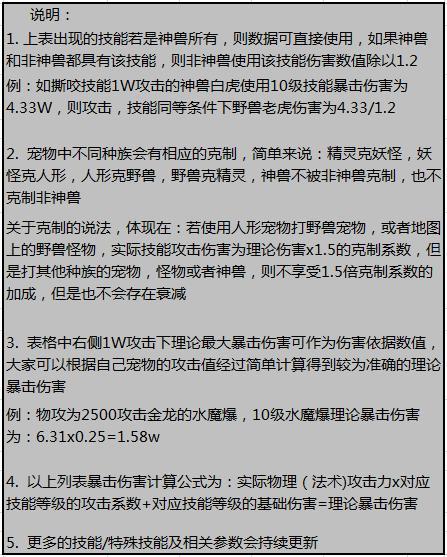 说明：
1. 上表出现的技能若是神兽所有，则数据可直接使用，如果神兽
和非神兽都具有该技能，则非神兽使用该技能伤害数值除以1.2
例：如撕咬技能1W攻击的神兽白虎使用10级技能暴击伤害为
4.33W，则攻击，技能同等条件下野兽老虎伤害为4.33/1.2
2. 宠物中不同种族会有相应的克制，简单来说：精灵克妖怪，妖
怪克人形，人形克野兽，野兽克精灵，神兽不被非神兽克制，也不
克制非神兽
关于克制的说法，体现在：若使用人形宠物打野兽宠物，或者地图
上的野兽怪物，实际技能攻击伤害为理论伤害x1.5的克制系数，但
是打其他种族的宠物，怪物或者神兽，则不享受1.5倍克制系数的
加成，但是也不会存在衰减
3. 表格中右侧1W攻击下理论最大暴击伤害可作为伤害依据数值，
大家可以根据自己宠物的攻击值经过简单计算得到较为准确的理论
暴击伤害
例：物攻为2500攻击金龙的水魔爆，10级水魔爆理论暴击伤害
为：6.31x0.25=1.58w
4. 以上列表暴击伤害计算公式为：实际物理（法术)攻击力x对应
技能等级的攻击系数+对应技能等级的基础伤害=理论暴击伤害
5. 更多的技能/特殊技能及相关参数会持续更新